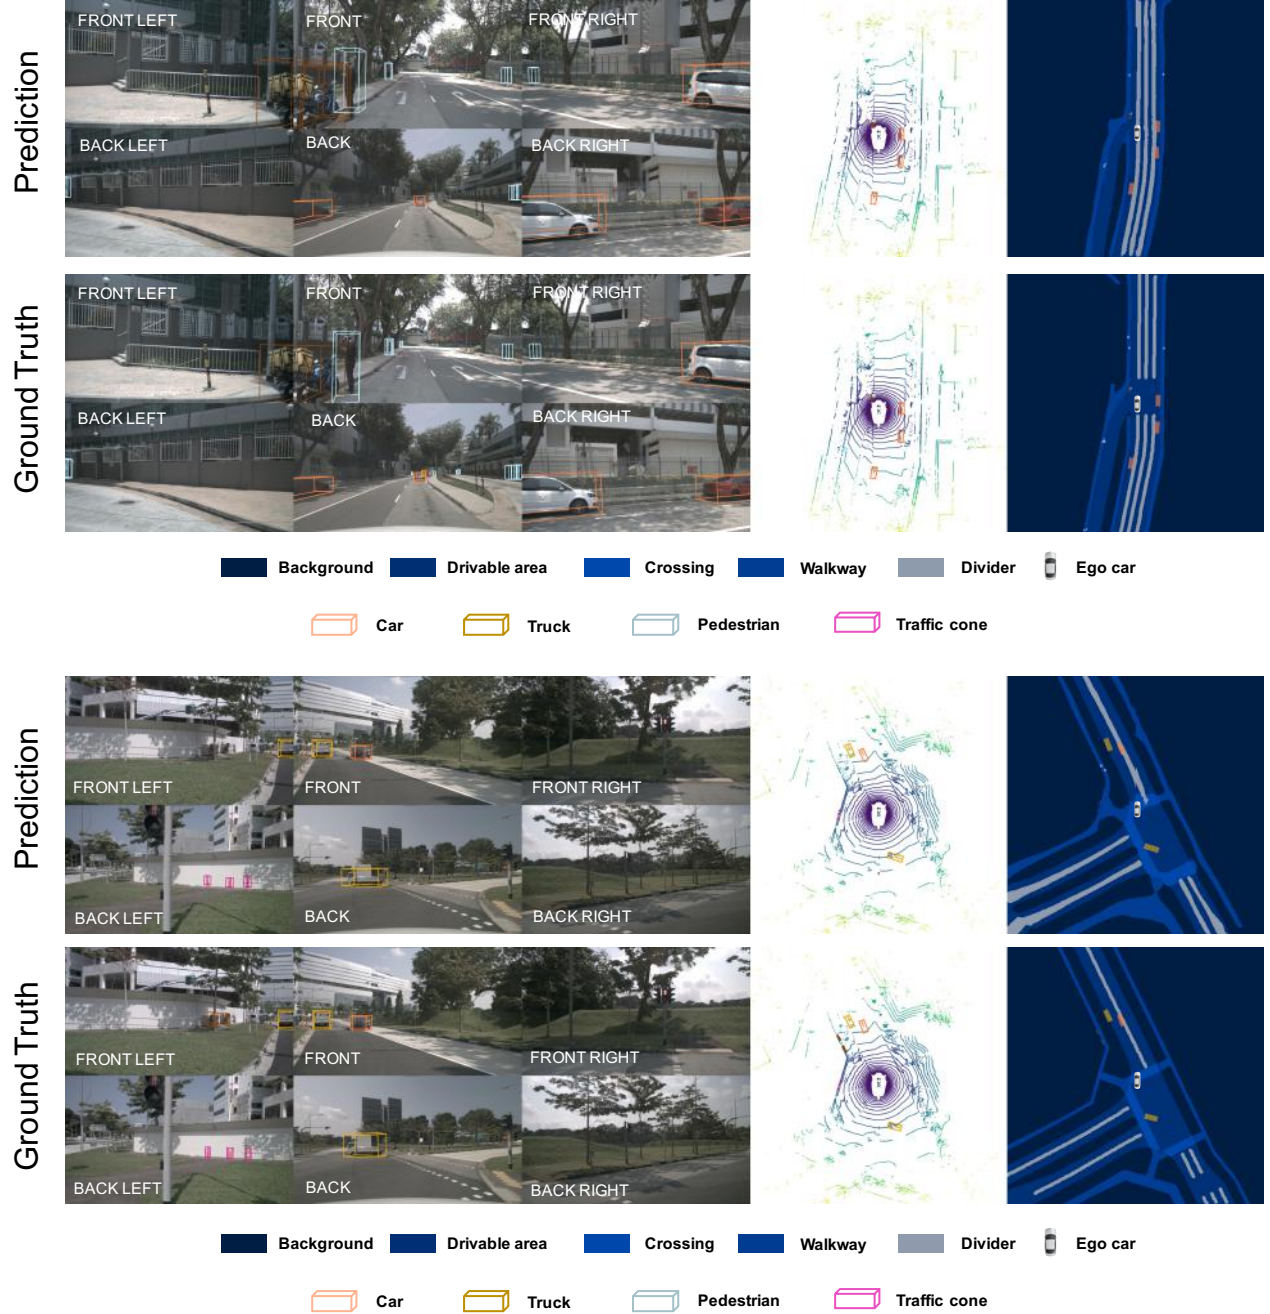 Prediction
FRONT LEFT
FRONT
FRONT RIGHT
BACK LEFT
BACK
BACK RIGHT
Ground Truth
FRONT LEFT
FRONT
FRONT RIGHT
BACK LEFT
BACK
BACK RIGHT
Background
Drivable area
Crossing
Walkway
Divider
Ego car
Car
Truck
Pedestrian
Traffic cone
Prediction
FRONT LEFT
FRONT
FRONT RIGHT
BACK LEFT
BACK
BACK RIGHT
Ground Truth
FRONT LEFT
FRONT
FRONT RIGHT
BACK LEFT
BACK
BACK RIGHT
Background
Drivable area
Crossing
Walkway
Divider
Ego car
Car
Truck
Pedestrian
Traffic cone